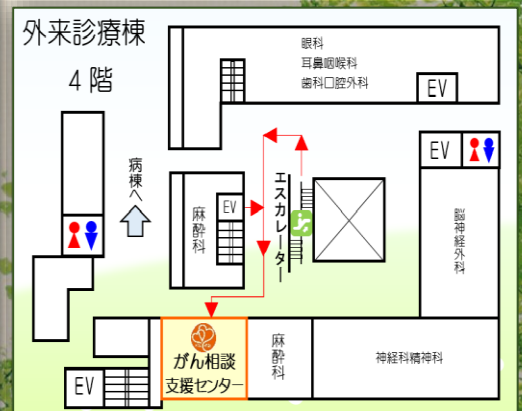 外来診療棟
4階
眼科
耳鼻咽喉科
歯科口腔外科
EV
EV
病棟へ
麻酔科
EV
エスカレーター
脳神経外科
がん相談
支援センター
麻酔科
神経科精神科
EV